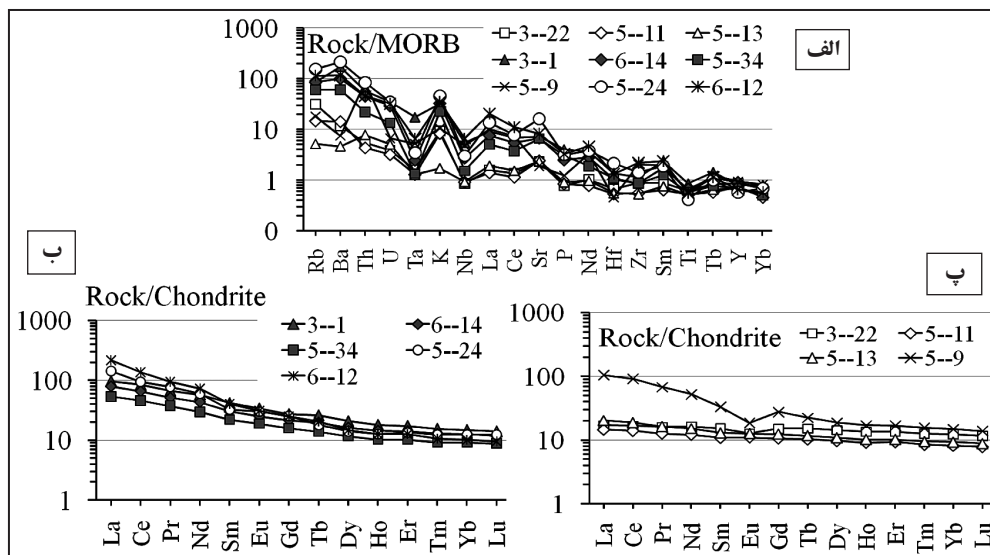 الف
Rock/MORB
3--22 5--11 5--13
3--1 6--14 5--34
5--9 5--24 6--12
1000
100
10
1
0
Rb Ba Th U Ta K Nb La Ce Sr P Nd Hf Zr Sm Ti Tb Y Yb
ب
Rock/Chondrite
3--1 6--14
5--34 5--24
6--12
1000
100
10
1
La Ce Pr Nd Sm Eu Gd Tb Dy Ho Er Tm Yb Lu
پ
Rock/Chondrite
3--22 5--11
5--13 5--9
1000
100
10
1
La Ce Pr Nd Sm Eu Gd Tb Dy Ho Er Tm Yb Lu